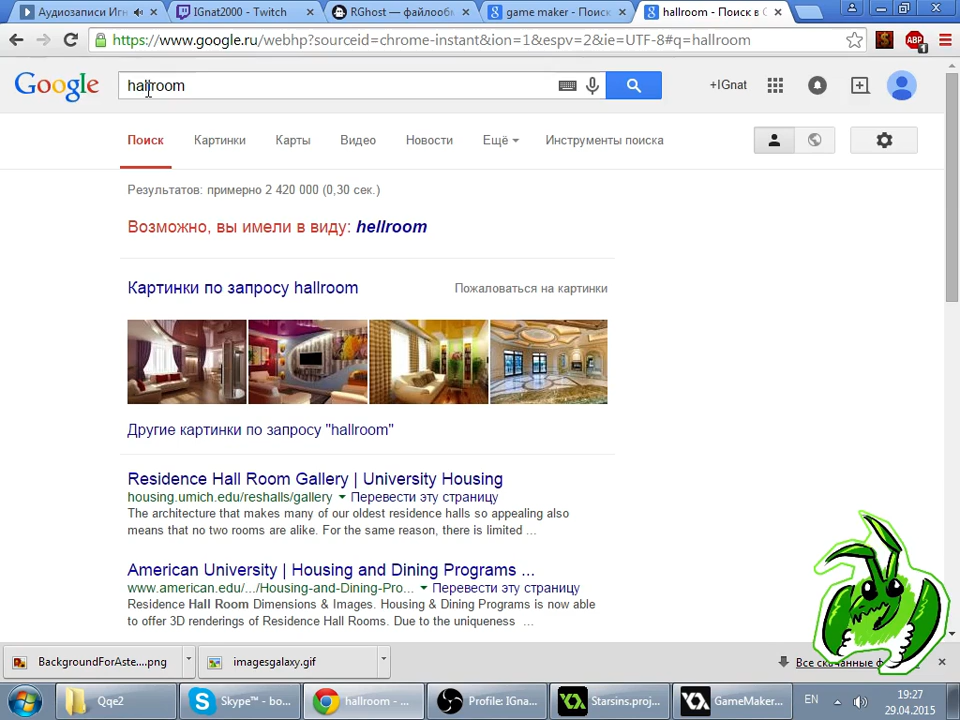 Аудиозаписи Игн
IGnat2000 - Twitch
RGhost — файлооб
game maker - Поиск
hallroom - Поиск в G
https://www.google.ru/webhp?sourceid=chrome-instant&ion=1&espv=2&ie=UTF-8#q=hallroom
ABP
1
Google
hallroom
+IGnat
Поиск
Картинки
Карты
Видео
Новости
Ещё
Инструменты поиска
Результатов: примерно 2 420 000 (0,30 сек.)
Возможно, вы имели в виду: hellroom
Картинки по запросу hallroom
Пожаловаться на картинки
Другие картинки по запросу "hallroom"
Residence Hall Room Gallery | University Housing
housing.umich.edu/reshalls/gallery Перевести эту страницу
The architecture that makes many of our oldest residence halls so appealing also
means that no two rooms are alike. For the same reason, there is limited ...
American University | Housing and Dining Programs ...
www.american.edu/.../Housing-and-Dining-Pro... Перевести эту страницу
Residence Hall Room Dimensions & Images. Housing & Dining Programs is now able
to offer 3D renderings of Residence Hall Rooms. Due to the uniqueness ...
BackgroundForAste....png
imagesgalaxy.gif
Все скачанные ф
Qqe2
Skype™ - bo...
hallroom - ...
Profile: IGna...
Starsins.proj...
GameMaker...
EN
19:27
29.04.2015